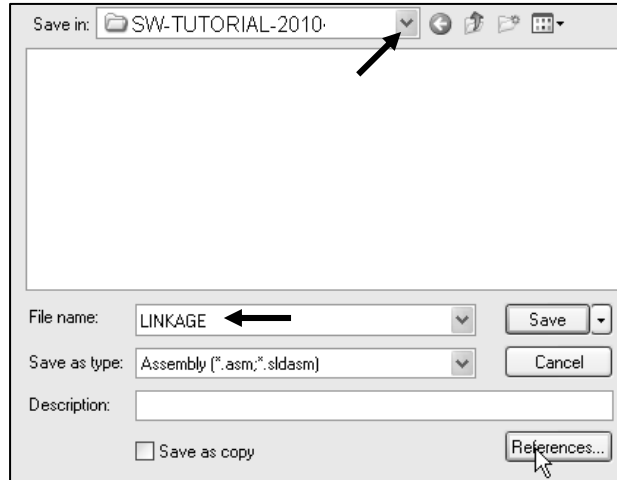 Save in: SW-TUTORIAL-2010
File name: LINKAGE Save
Save as type: Assembly (*.asm;*.sldasm) Cancel
Description:
Save as copy References...